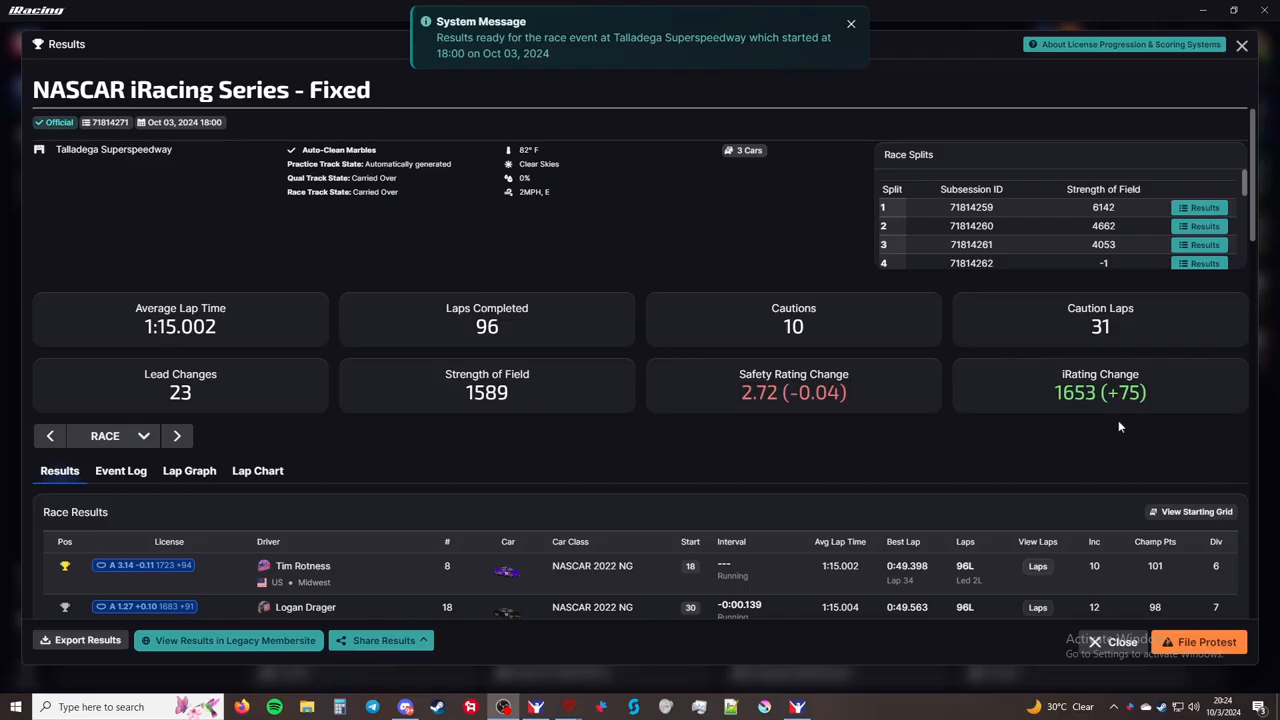 iRacing
System Message
Results ready for the race event at Talladega Superspeedway which started at
18:00 on Oct 03, 2024
Results
About License Progression & Scoring Systems
NASCAR iRacing Series - Fixed
Official 71814271 Oct 03, 2024 18:00
Talladega Superspeedway
Auto-Clean Marbles
Practice Track State: Automatically generated
Qual Track State: Carried Over
Race Track State: Carried Over
82° F
Clear Skies
0%
2MPH, E
3 Cars
Race Splits
Split Subsession ID Strength of Field
1 71814259 6142 Results
2 71814260 4662 Results
3 71814261 4053 Results
4 71814262 -1 Results
Average Lap Time
1:15.002
Laps Completed
96
Cautions
10
Caution Laps
31
Lead Changes
23
Strength of Field
1589
Safety Rating Change
2.72 (-0.04)
iRating Change
1653 (+75)
RACE
Results Event Log Lap Graph Lap Chart
Race Results
View Starting Grid
Pos License Driver # Car Car Class Start Interval Avg Lap Time Best Lap Laps View Laps Inc Champ Pts Div
A 3.14 -0.11 1723 +94 Tim Rotness 8 NASCAR 2022 NG 18 --- 1:15.002 0:49.398 96L Laps 10 101 6
US • Midwest Running Lap 34 Led 2L
A 1.27 +0.10 1683 +91 Logan Drager 18 NASCAR 2022 NG 30 -0:00.139 1:15.004 0:49.563 96L Laps 12 98 7
Running
Export Results
View Results in Legacy Membersite
Share Results
Close
File Protest
Activate Windows
Go to Settings to activate Windows.
Type here to search
30°C Clear
20:24
10/3/2024